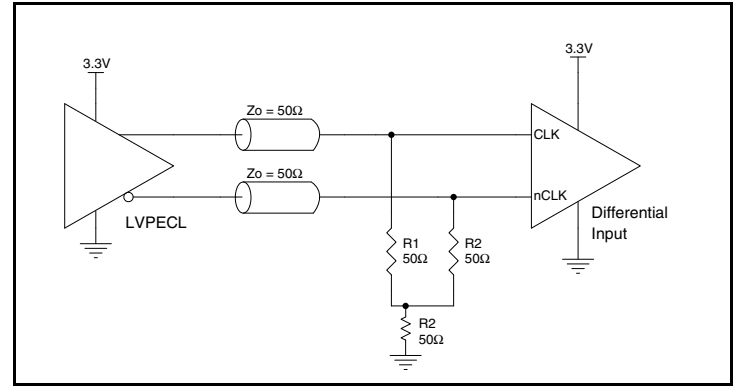 3.3V
3.3V
Zo = 50Ω
CLK
Zo = 50Ω
nCLK
LVPECL
Differential
Input
R1
50Ω
R2
50Ω
R2
50Ω